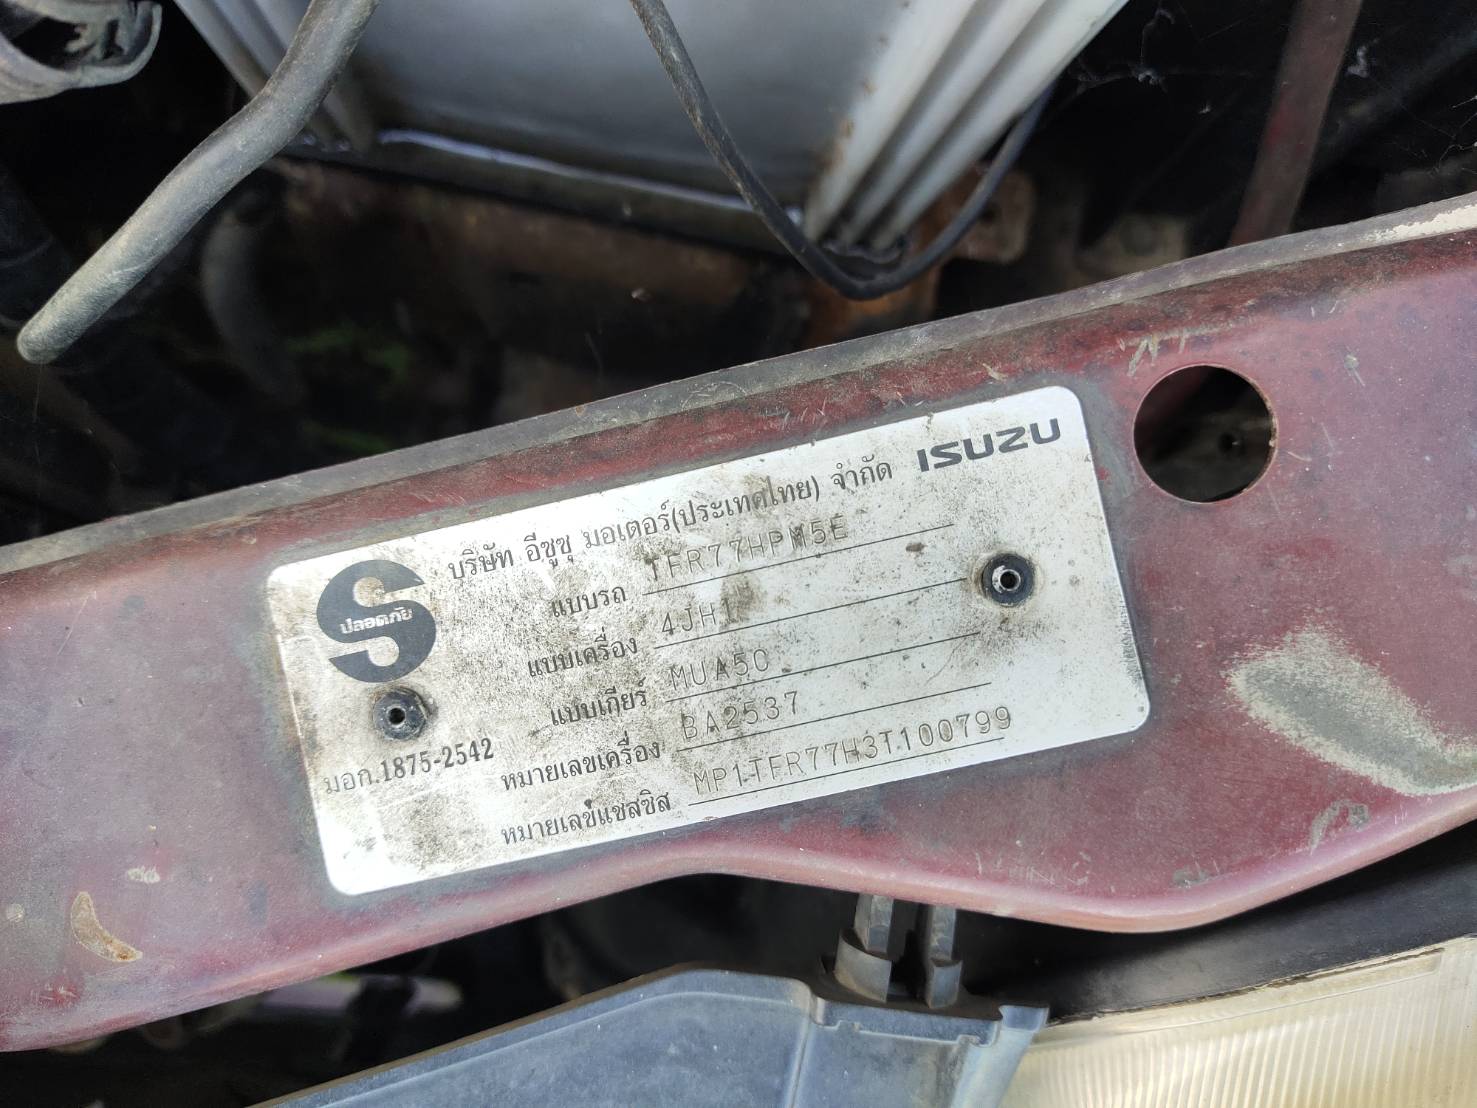 บริษัท อีซูซุ มอเตอร์(ประเทศไทย) จำกัด ISUZU
แบบรถ TFR77HPM5E
แบบเครื่อง 4JH1
แบบเกียร์ MUA5C
หมายเลขเครื่อง BA2537
หมายเลขแชสซิส MP1TFR77H3T100799
S
ปลอดภัย
มอก.1875-2542